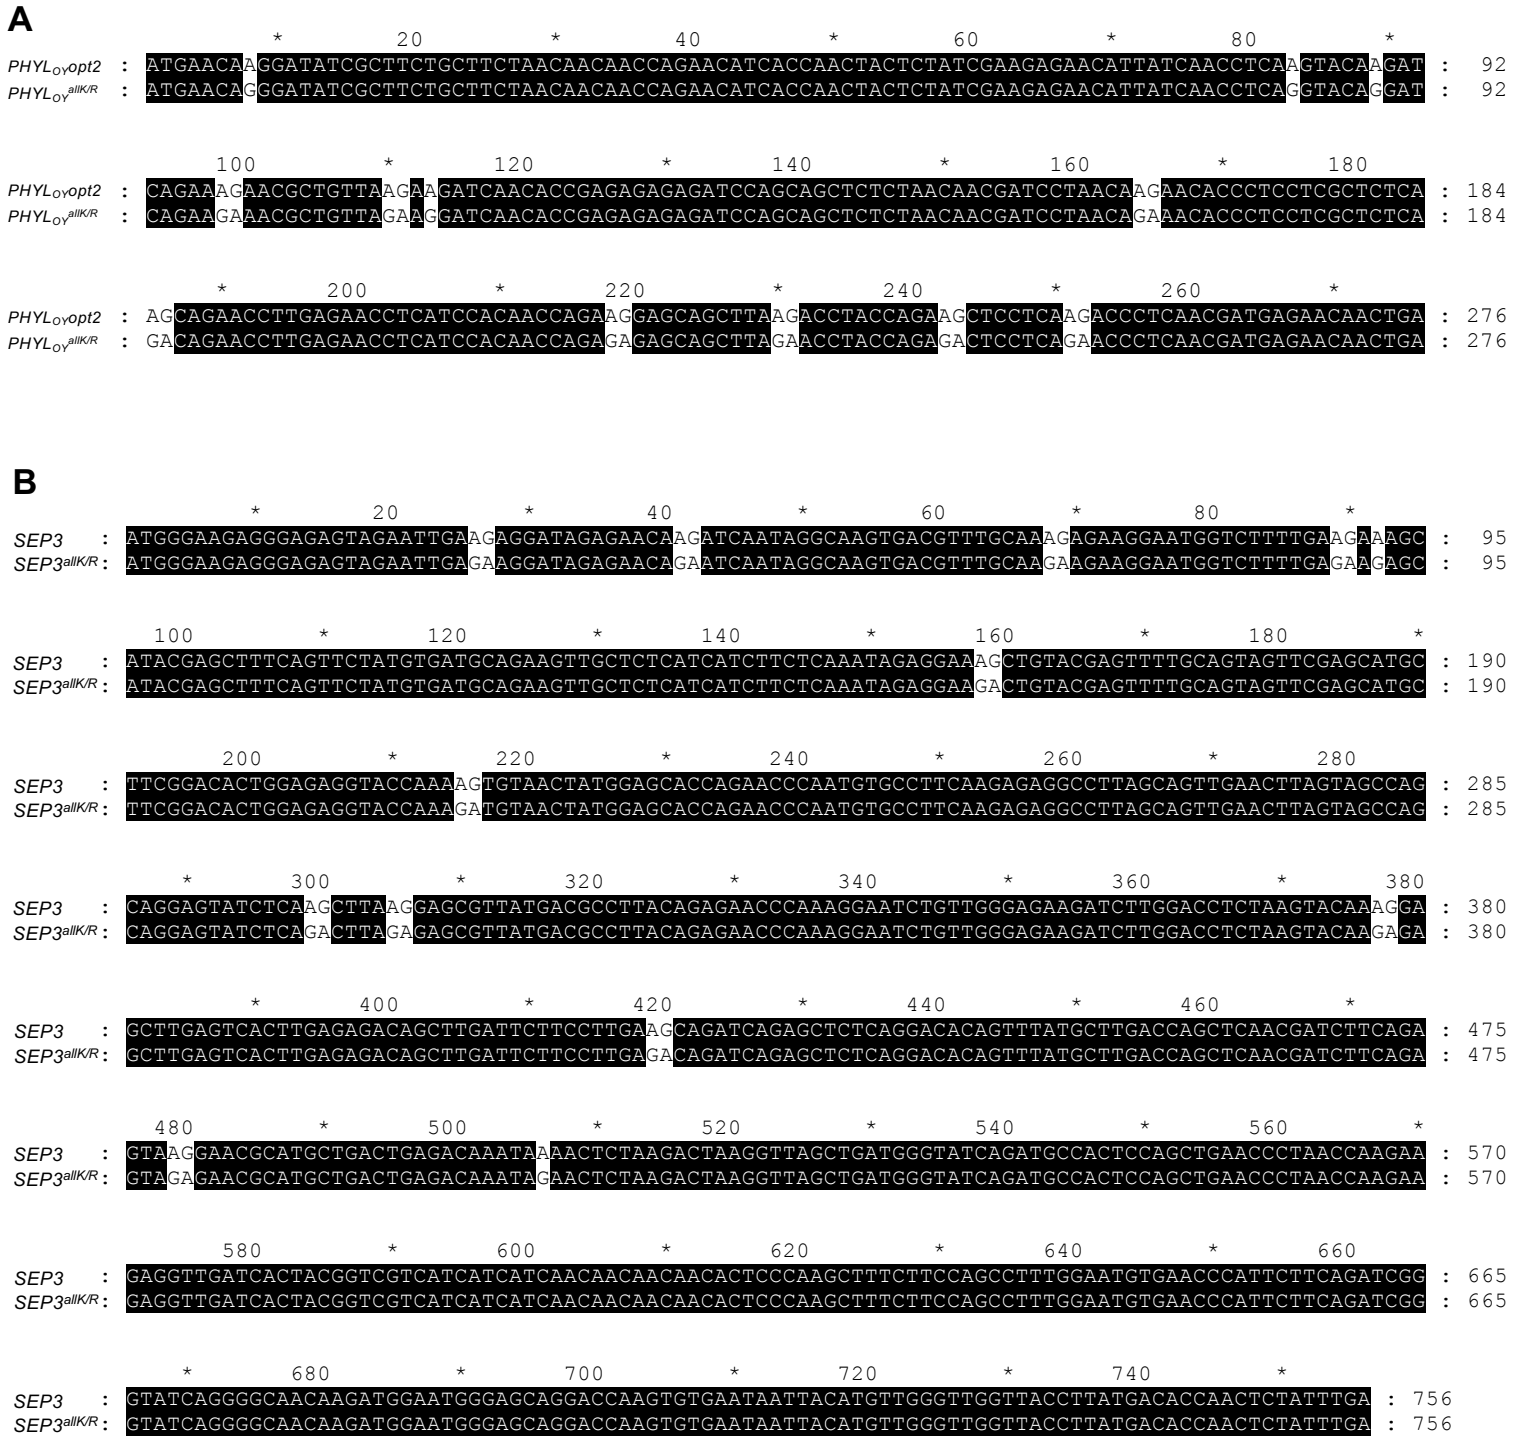 A
* 20 * 40 * 60 * 80 *
PHYLOYopt2 : ATGAACAAGGATATCGCTTCTGCTTCTAACAACAACCAGAACATCACCAACTACTCTATCGAAGAGAACATTATCAACCTCAAGTACAAGAT : 92
PHYLOYallK/R : ATGAACAGGGATATCGCTTCTGCTTCTAACAACAACCAGAACATCACCAACTACTCTATCGAAGAGAACATTATCAACCTCAGGTACAGGAT : 92
100 * 120 * 140 * 160 * 180
PHYLOYopt2 : CAGAAAGAACGCTGTTAAGAAGATCAACACCGAGAGAGAGATCCAGCAGCTCTCTAACAACGATCCTAACAAGAACACCCTCCTCGCTCTCA : 184
PHYLOYallK/R : CAGAAGAAACGCTGTTAGAAGGATCAACACCGAGAGAGAGATCCAGCAGCTCTCTAACAACGATCCTAACAGAAACACCCTCCTCGCTCTCA : 184
* 200 * 220 * 240 * 260 *
PHYLOYopt2 : AGCAGAACCTTGAGAACCTCATCCACAACCAGAAGGAGCAGCTTAAGACCTACCAGAAGCTCCTCAAGACCCTCAACGATGAGAACAACTGA : 276
PHYLOYallK/R : GACAGAACCTTGAGAACCTCATCCACAACCAGAGAGAGCAGCTTAGAACCTACCAGAGACTCCTCAGAACCCTCAACGATGAGAACAACTGA : 276
B
* 20 * 40 * 60 * 80 *
SEP3 : ATGGGAAGAGGGAGAGTAGAATTGAAGAGGATAGAGAACAAGATCAATAGGCAAGTGACGTTTGCAAAGAGAAGGAATGGTCTTTTGAAGAAAGC : 95
SEP3allK/R : ATGGGAAGAGGGAGAGTAGAATTGAGAAGGATAGAGAACAGAATCAATAGGCAAGTGACGTTTGCAAGAAGAAGGAATGGTCTTTTGAGAAGAGC : 95
100 * 120 * 140 * 160 * 180 *
SEP3 : ATACGAGCTTTCAGTTCTATGTGATGCAGAAGTTGCTCTCATCATCTTCTCAAATAGAGGAAAGCTGTACGAGTTTTGCAGTAGTTCGAGCATGC : 190
SEP3allK/R : ATACGAGCTTTCAGTTCTATGTGATGCAGAAGTTGCTCTCATCATCTTCTCAAATAGAGGAAGACTGTACGAGTTTTGCAGTAGTTCGAGCATGC : 190
200 * 220 * 240 * 260 * 280
SEP3 : TTCGGACACTGGAGAGGTACCAAAAGTGTAACTATGGAGCACCAGAACCCAATGTGCCTTCAAGAGAGGCCTTAGCAGTTGAACTTAGTAGCCAG : 285
SEP3allK/R : TTCGGACACTGGAGAGGTACCAAAGATGTAACTATGGAGCACCAGAACCCAATGTGCCTTCAAGAGAGGCCTTAGCAGTTGAACTTAGTAGCCAG : 285
* 300 * 320 * 340 * 360 * 380
SEP3 : CAGGAGTATCTCAAGCTTAAGGAGCGTTATGACGCCTTACAGAGAACCCAAAGGAATCTGTTGGGAGAAGATCTTGGACCTCTAAGTACAAAGGA : 380
SEP3allK/R : CAGGAGTATCTCAGACTTAGAGAGCGTTATGACGCCTTACAGAGAACCCAAAGGAATCTGTTGGGAGAAGATCTTGGACCTCTAAGTACAAGAGA : 380
* 400 * 420 * 440 * 460 *
SEP3 : GCTTGAGTCACTTGAGAGACAGCTTGATTCTTCCTTGAAGCAGATCAGAGCTCTCAGGACACAGTTTATGCTTGACCAGCTCAACGATCTTCAGA : 475
SEP3allK/R : GCTTGAGTCACTTGAGAGACAGCTTGATTCTTCCTTGAGACAGATCAGAGCTCTCAGGACACAGTTTATGCTTGACCAGCTCAACGATCTTCAGA : 475
480 * 500 * 520 * 540 * 560 *
SEP3 : GTAAGGAACGCATGCTGACTGAGACAAATAAAACTCTAAGACTAAGGTTAGCTGATGGGTATCAGATGCCACTCCAGCTGAACCCTAACCAAGAA : 570
SEP3allK/R : GTAGAGAACGCATGCTGACTGAGACAAATAGAACTCTAAGACTAAGGTTAGCTGATGGGTATCAGATGCCACTCCAGCTGAACCCTAACCAAGAA : 570
580 * 600 * 620 * 640 * 660
SEP3 : GAGGTTGATCACTACGGTCGTCATCATCATCAACAACAACAACACTCCCAAGCTTTCTTCCAGCCTTTGGAATGTGAACCCATTCTTCAGATCGG : 665
SEP3allK/R : GAGGTTGATCACTACGGTCGTCATCATCATCAACAACAACAACACTCCCAAGCTTTCTTCCAGCCTTTGGAATGTGAACCCATTCTTCAGATCGG : 665
* 680 * 700 * 720 * 740 *
SEP3 : GTATCAGGGGCAACAAGATGGAATGGGAGCAGGACCAAGTGTGAATAATTACATGTTGGGTTGGTTACCTTATGACACCAACTCTATTTGA : 756
SEP3allK/R : GTATCAGGGGCAACAAGATGGAATGGGAGCAGGACCAAGTGTGAATAATTACATGTTGGGTTGGTTACCTTATGACACCAACTCTATTTGA : 756